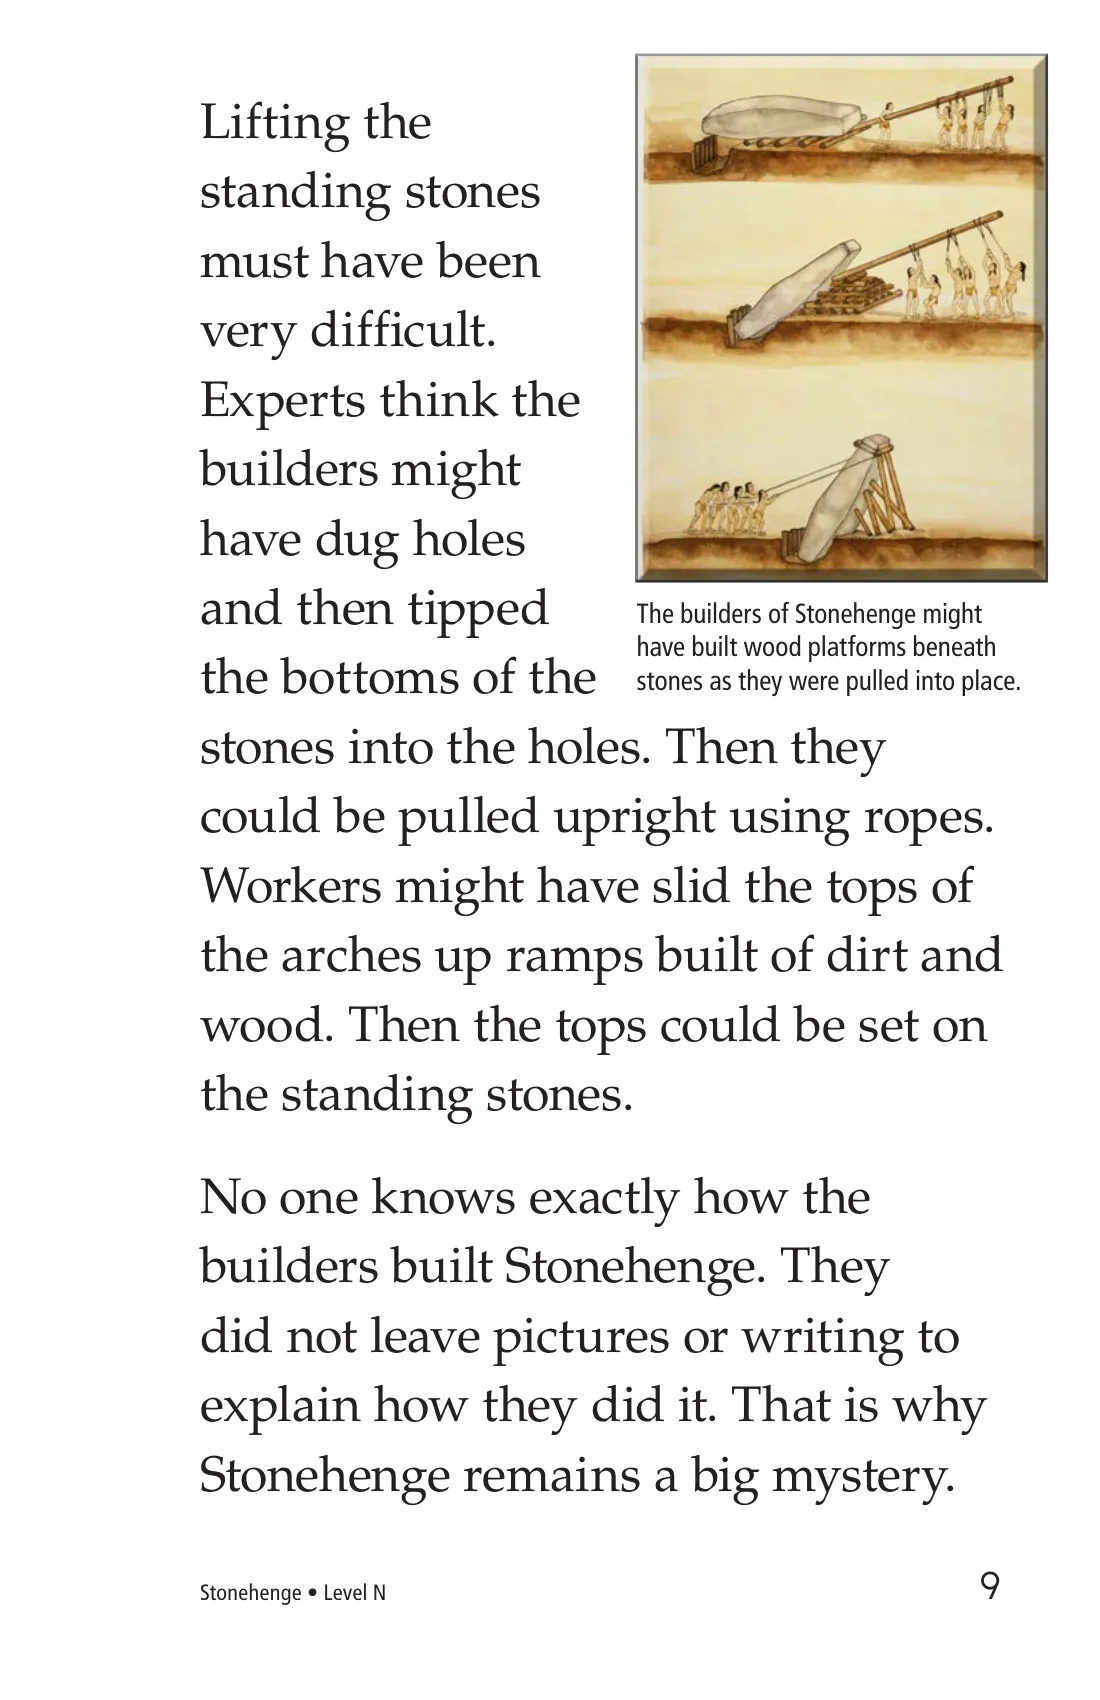 Lifting the
standing stones
must have been
very difficult.
Experts think the
builders might
have dug holes
and then tipped
the bottoms of the
stones into the holes. Then they
could be pulled upright using ropes.
Workers might have slid the tops of
the arches up ramps built of dirt and
wood. Then the tops could be set on
the standing stones.
The builders of Stonehenge might
have built wood platforms beneath
stones as they were pulled into place.
No one knows exactly how the
builders built Stonehenge. They
did not leave pictures or writing to
explain how they did it. That is why
Stonehenge remains a big mystery.
Stonehenge • Level N
9